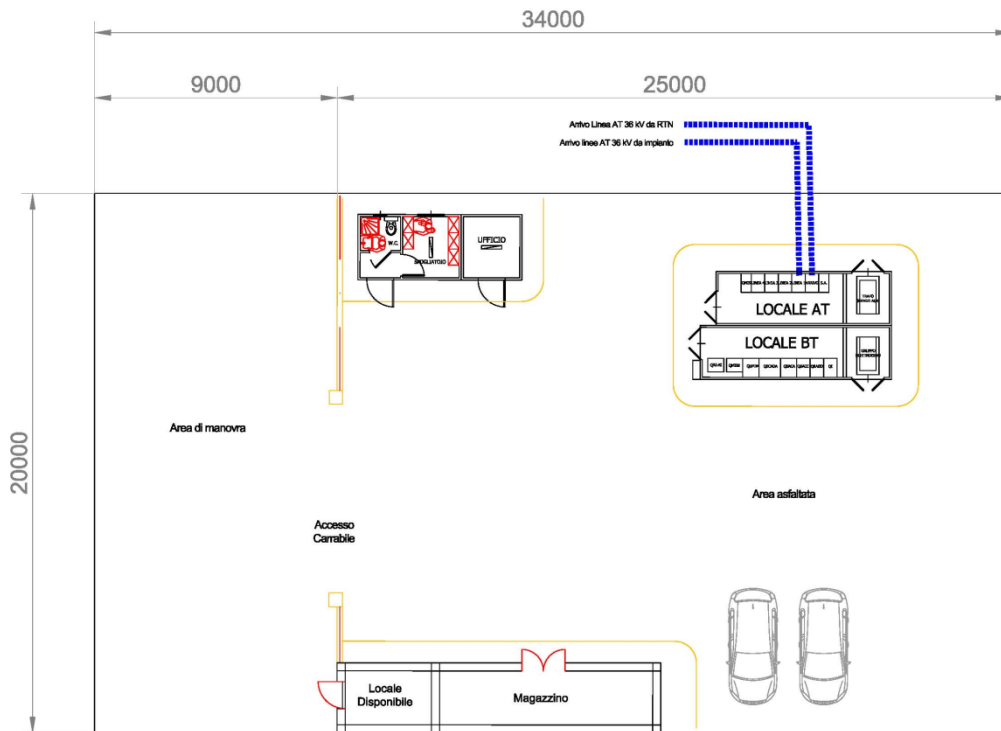 34000
9000
25000
Arrivo Linea AT 36 kV da RTN
Arrivo linee AT 36 kV da impianto
W.C.
SPOGLIATOIO
UFFICIO
LOCALE AT
LOCALE BT
20000
Area di manovra
Area asfaltata
Accesso
Carrabile
Locale
Disponibile
Magazzino